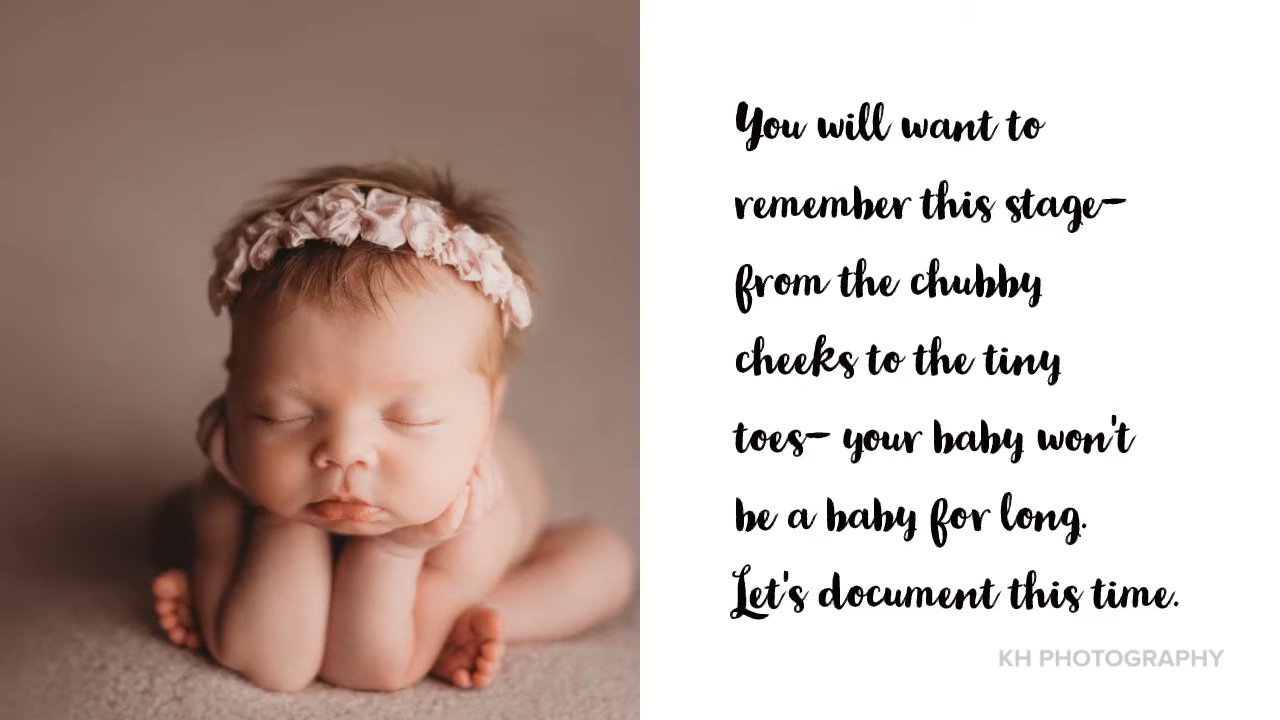 You will want to
remember this stage-
from the chubby
cheeks to the tiny
toes- your baby won't
be a baby for long.
Let's document this time.
KH PHOTOGRAPHY